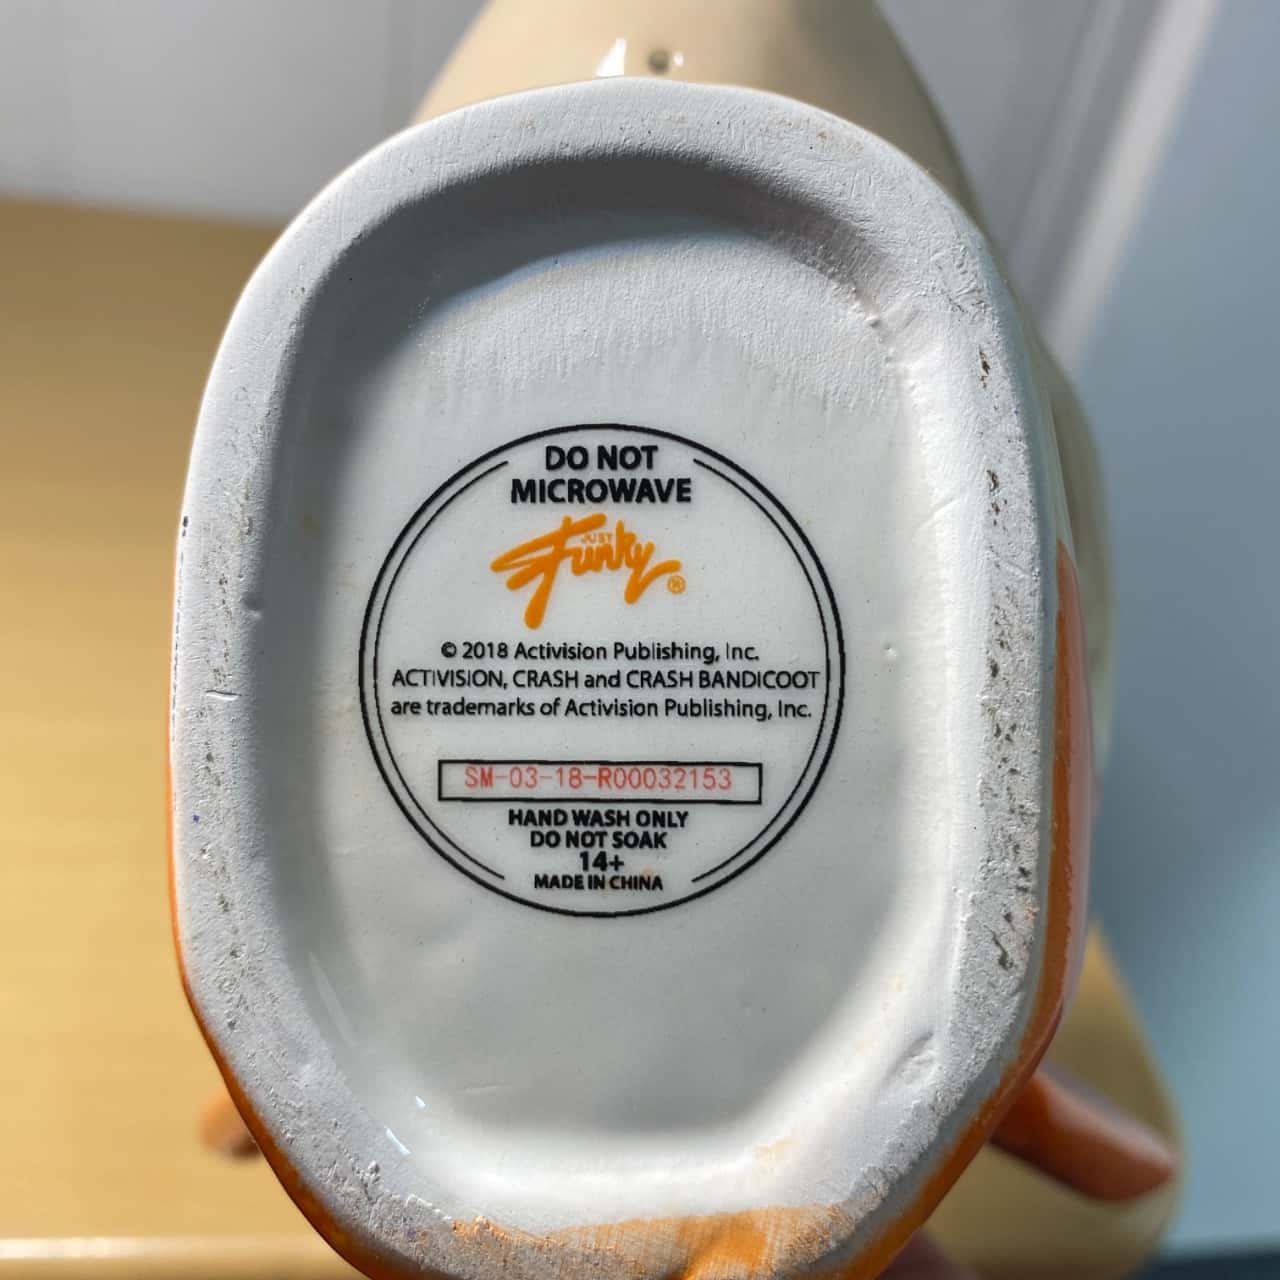 DO NOT
MICROWAVE
JUST
Funky®
© 2018 Activision Publishing, Inc.
ACTIVISION, CRASH and CRASH BANDICOOT
are trademarks of Activision Publishing, Inc.
SM-03-18-R00032153
HAND WASH ONLY
DO NOT SOAK
14+
MADE IN CHINA